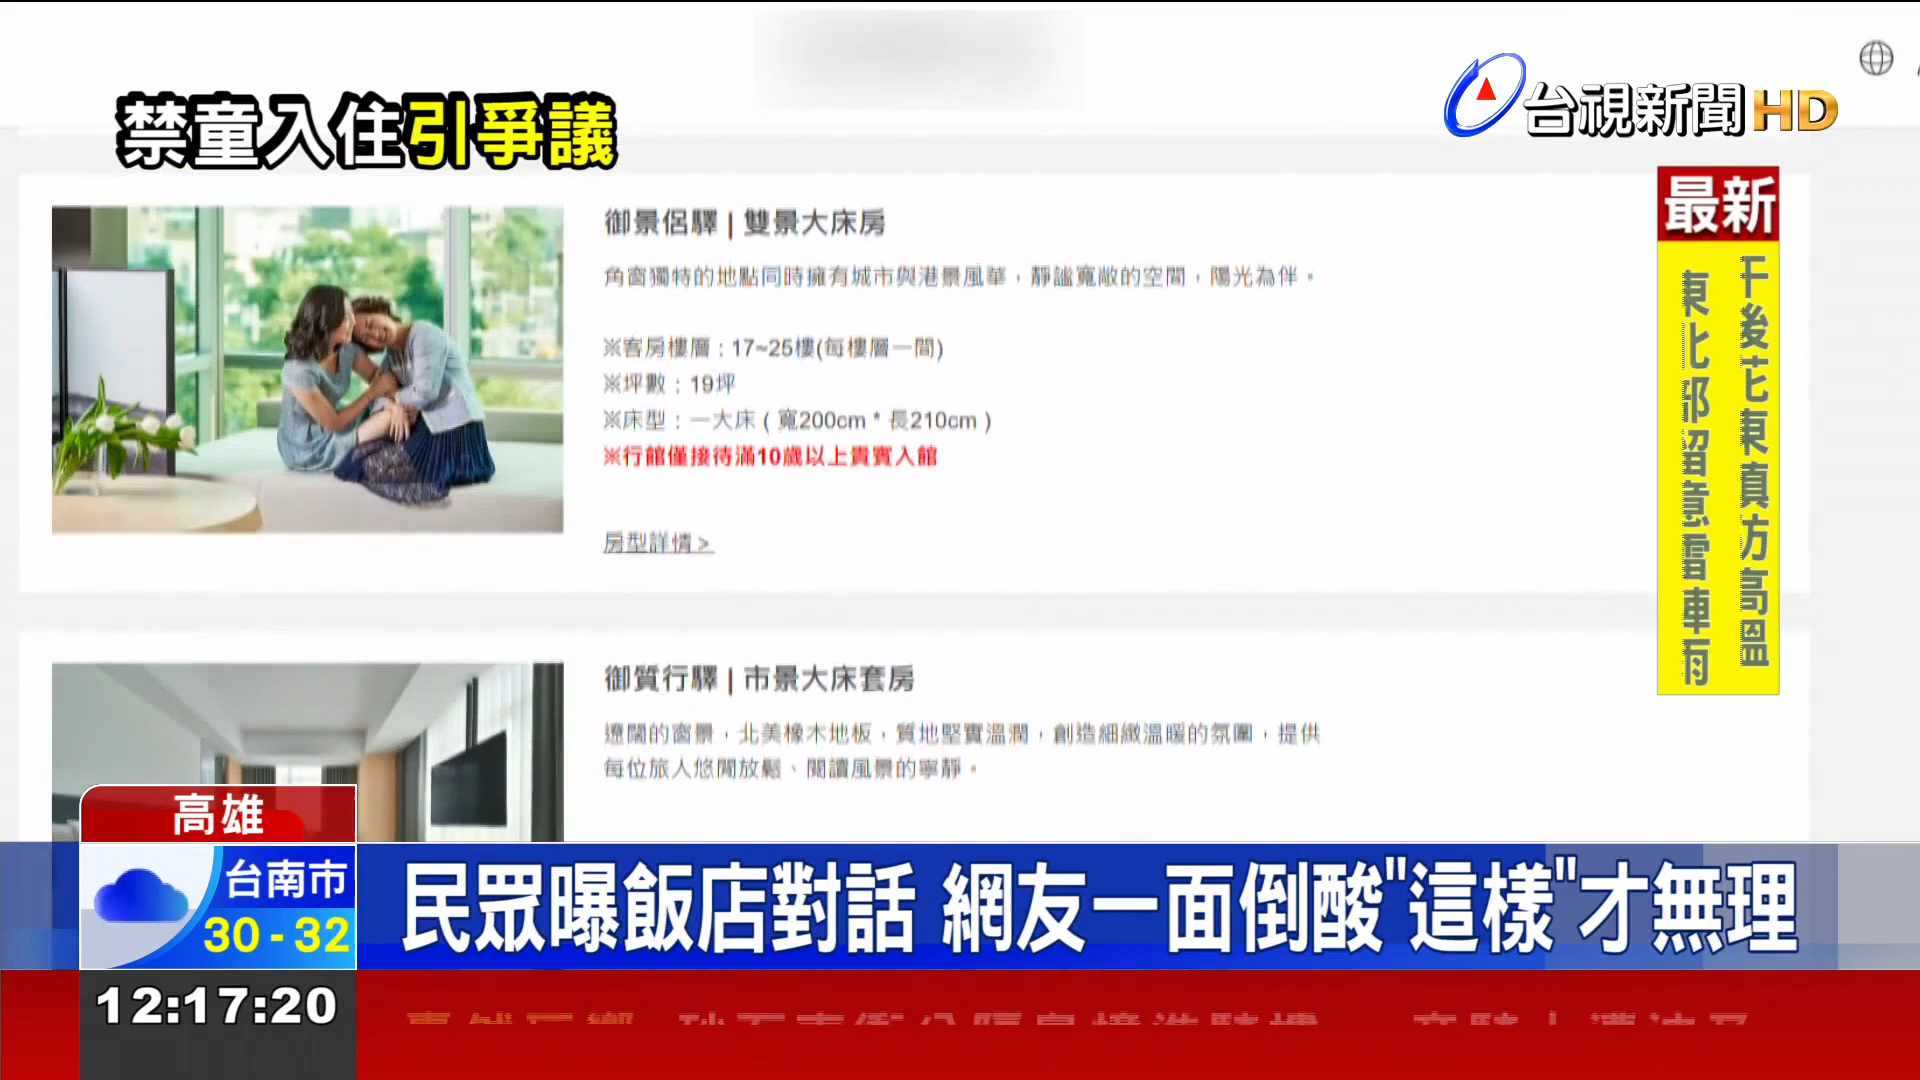 禁童入住引爭議
台視新聞HD
御景侶驛 | 雙景大床房
角窗獨特的地點同時擁有城市與港景風華，靜謐寬敞的空間，陽光為伴。
※客房樓層：17~25樓(每樓層一間)
※坪數：19坪
※床型：一大床 ( 寬200cm * 長210cm )
※行館僅接待滿10歲以上貴賓入館
房型詳情 >
最新
御質行驛 | 市景大床套房
遼闊的窗景，北美橡木地板，質地堅實溫潤，創造細緻溫暖的氛圍，提供
每位旅人悠閒放鬆、閱讀風景的寧靜。
高雄
台南市
30 - 32
民眾曝飯店對話 網友一面倒酸"這樣"才無理
12:17:20